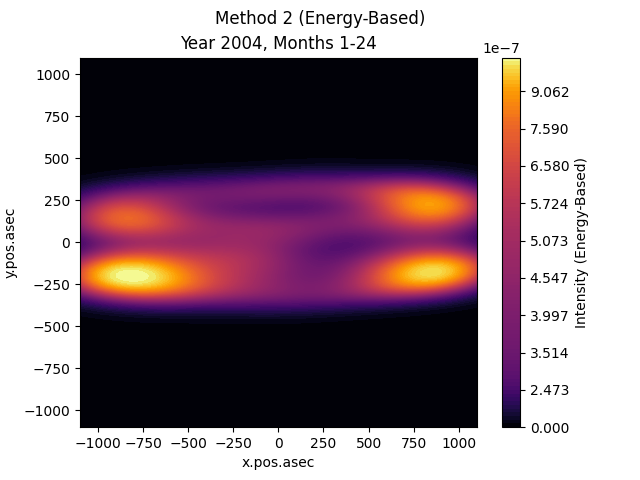 Method 2 (Energy-Based)
Year 2004, Months 1-24
1e−7
1000
750
500
250
0
−250
−500
−750
−1000
y.pos.asec
−1000 −750 −500 −250 0 250 500 750 1000
x.pos.asec
9.062
7.590
6.580
5.724
5.073
4.547
3.997
3.514
2.473
0.000
Intensity (Energy-Based)